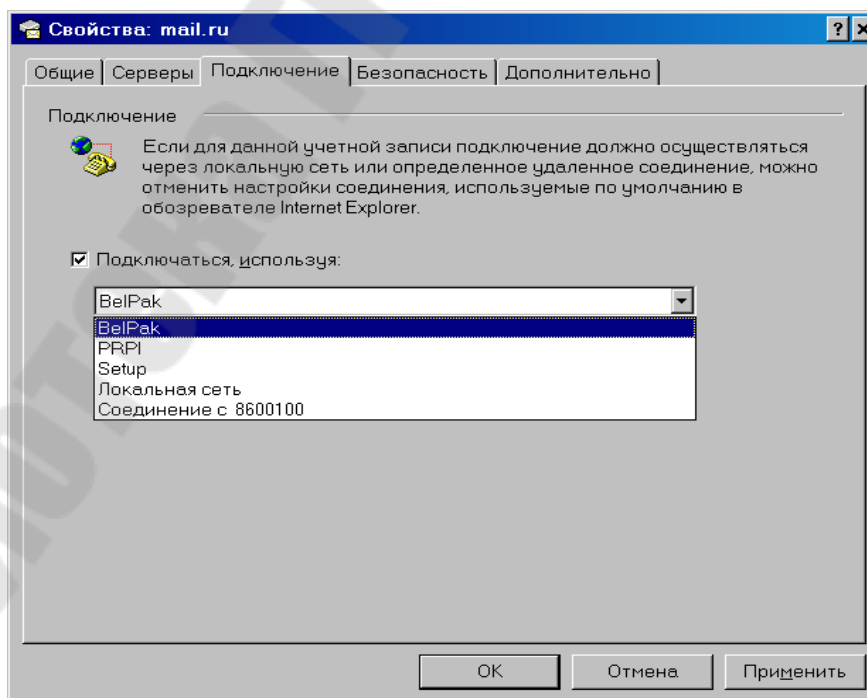 Свойства: mail.ru
Общие Серверы Подключение Безопасность Дополнительно
Подключение
Если для данной учетной записи подключение должно осуществляться
через локальную сеть или определенное удаленное соединение, можно
отменить настройки соединения, используемые по умолчанию в
обозревателе Internet Explorer.
Подключаться, используя:
BelPak
BelPak
PRPI
Setup
Локальная сеть
Соединение с 8600100
OK Отмена Применить